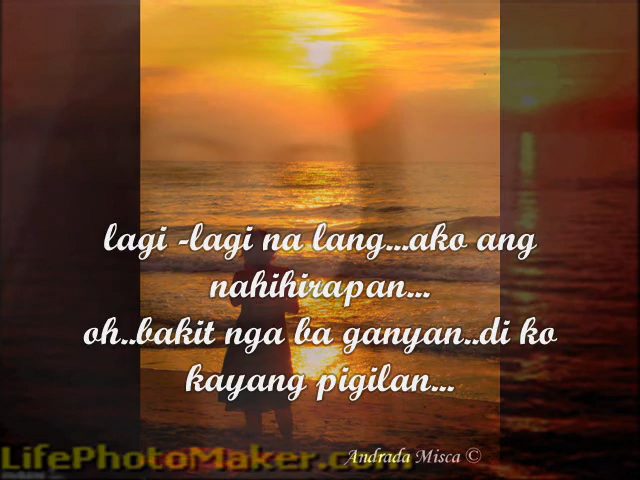 lagi -lagi na lang...ako ang
nahihirapan...
oh..bakit nga ba ganyan..di ko
kayang pigilan...
Andrada Misca ©
LifePhotoMaker.c